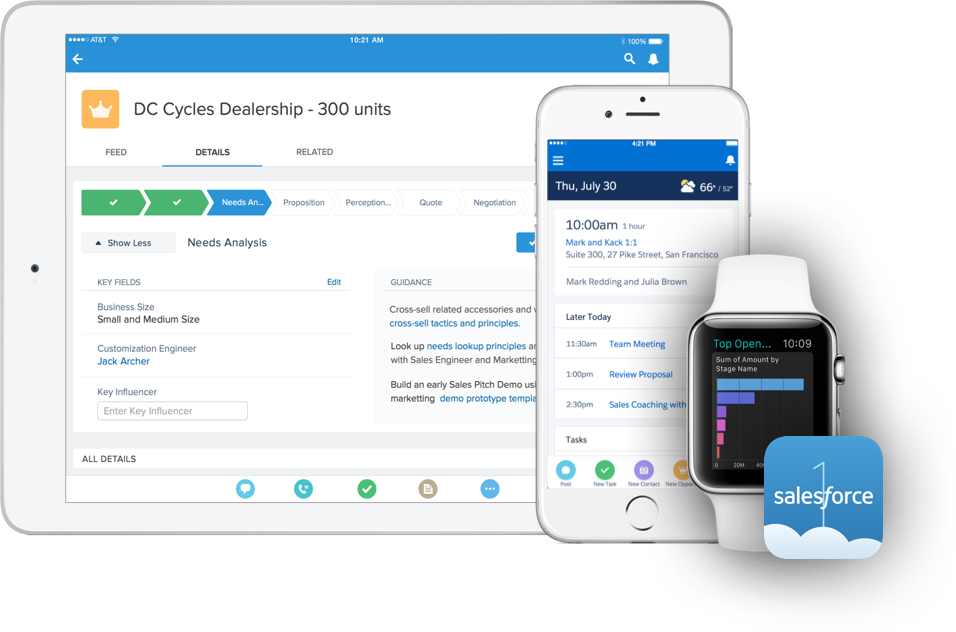 AT&T
10:21 AM
100%
DC Cycles Dealership - 300 units
FEED
DETAILS
RELATED
Needs An...
Proposition
Perception...
Quote
Negotiation
Show Less
Needs Analysis
KEY FIELDS
Edit
Business Size
Small and Medium Size
Customization Engineer
Jack Archer
Key Influencer
Enter Key Influencer
GUIDANCE
Cross-sell related accessories and
cross-sell tactics and principles.
Look up needs lookup principles
with Sales Engineer and Marketting
Build an early Sales Pitch Demo
marketing demo prototype
ALL DETAILS
4:21 PM
Thu, July 30
66° / 52°
10:00am 1 hour
Mark and Kack 1:1
Suite 300, 27 Pike Street, San Francisco
Mark Redding and Julia Brown
Later Today
11:30am Team Meeting
1:00pm Review Proposal
2:30pm Sales Coaching with
Tasks
Post
New Task
New Contact
New
Top Open... 10:09
Sum of Amount by
Stage Name
0 20M
salesforce
1